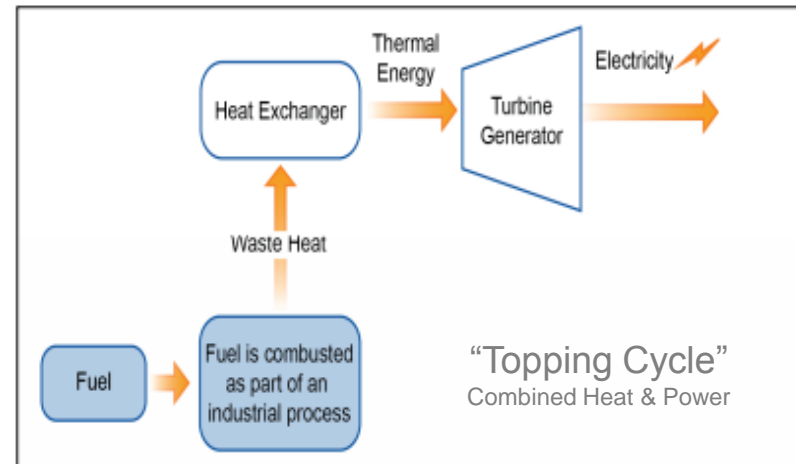 Thermal
Energy
Electricity
Heat Exchanger
Turbine
Generator
Waste Heat
Fuel
Fuel is combusted
as part of an
industrial process
“Topping Cycle”
Combined Heat & Power